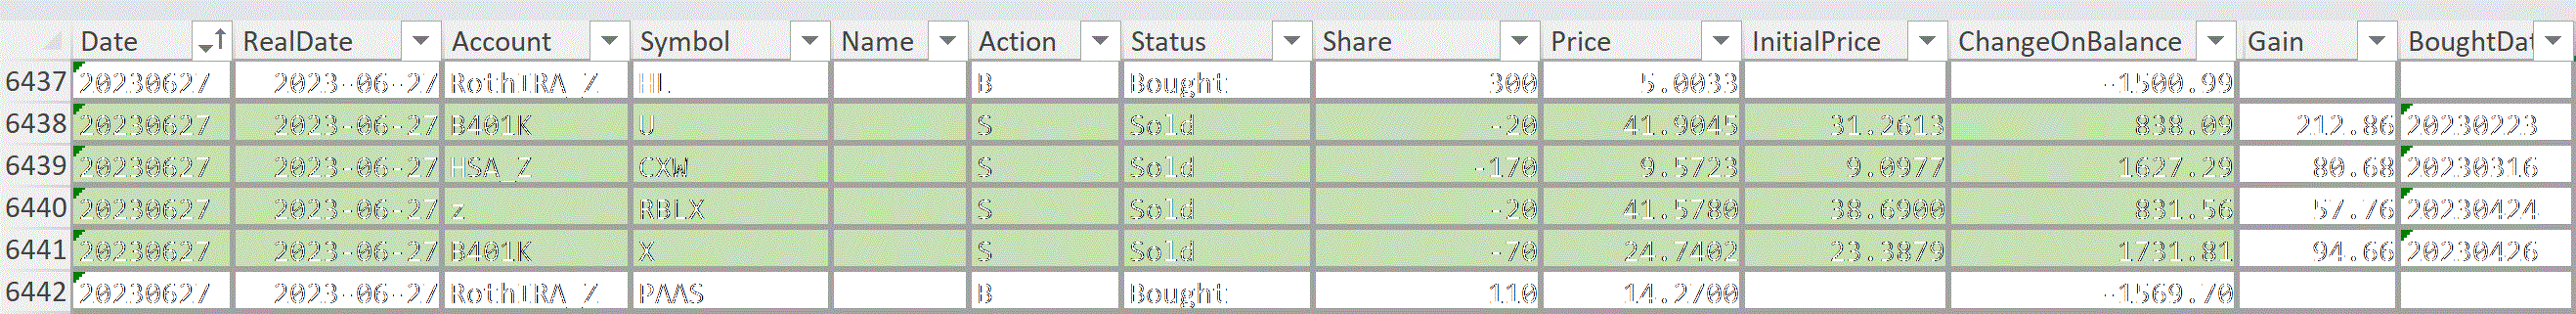 Date RealDate Account Symbol Name Action Status Share Price InitialPrice ChangeOnBalance Gain BoughtDat
6437 20230627 2023-06-27 RothIRA_Z HL B Bought 300 5.0033 -1500.99
6438 20230627 2023-06-27 B401K U S Sold -20 41.9045 31.2613 838.09 212.86 20230223
6439 20230627 2023-06-27 HSA_Z CXW S Sold -170 9.5723 9.0977 1627.29 80.68 20230316
6440 20230627 2023-06-27 z RBLX S Sold -20 41.5780 38.6900 831.56 57.76 20230424
6441 20230627 2023-06-27 B401K X S Sold -70 24.7402 23.3879 1731.81 94.66 20230426
6442 20230627 2023-06-27 RothIRA_Z PAAS B Bought 110 14.2700 -1569.70